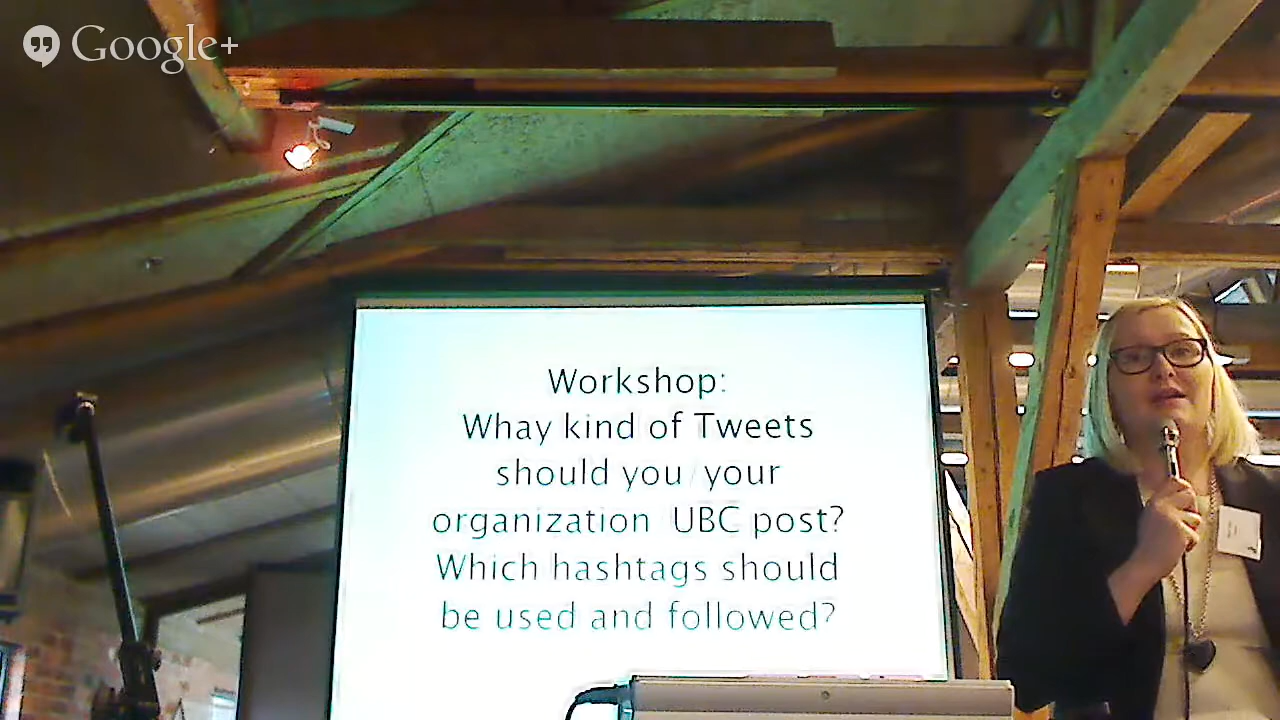 Google+
Workshop:
Whay kind of Tweets
should you / your
organization UBC post?
Which hashtags should
be used and followed?